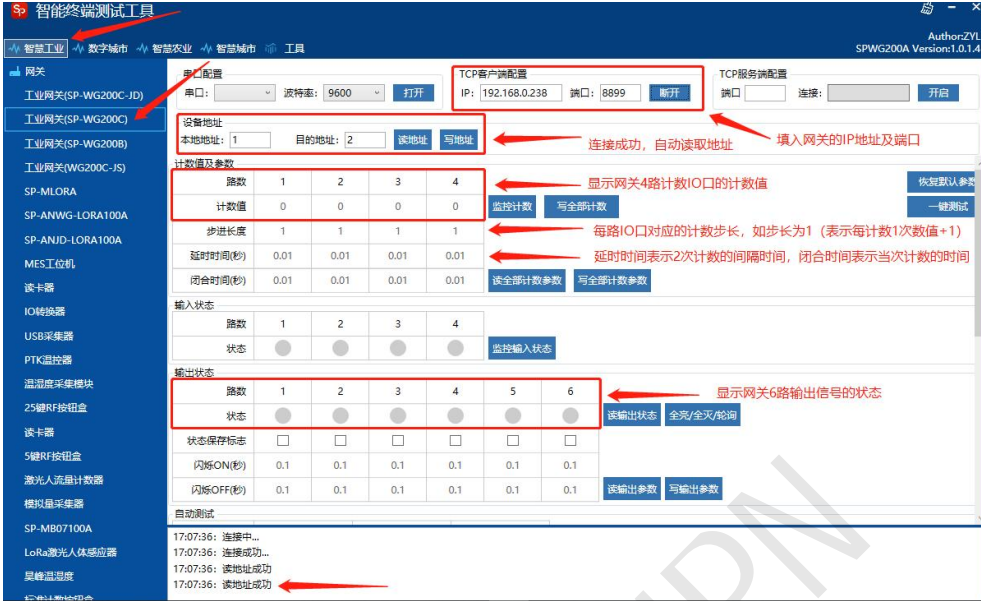 Sp 智能终端测试工具
Author:ZYL
智慧工业 数字城市 智慧农业 智慧城市 工具
SPWG200A Version:1.0.1.4
网关
工业网关(SP-WG200C-JD)
工业网关(SP-WG200C)
工业网关(SP-WG200B)
工业网关(WG200C-JS)
SP-MLORA
SP-ANWG-LORA100A
SP-ANJD-LORA100A
MES工位机
读卡器
IO转换器
USB采集器
PTK温控器
温湿度采集模块
25键RF按钮盒
读卡器
5键RF按钮盒
激光人流量计数器
模拟量采集器
SP-MB07100A
LoRa激光人体感应器
昊峰温湿度
标准计数按钮盒
串口配置
串口: 波特率: 9600 打开
TCP客户端配置
IP: 192.168.0.238 端口: 8899 断开
TCP服务端配置
端口 连接: 开启
设备地址
本地地址: 1 目的地址: 2 读地址 写地址
连接成功，自动读取地址
填入网关的IP地址及端口
计数值及参数
路数 1 2 3 4
显示网关4路计数IO口的计数值
恢复默认参数
计数值 0 0 0 0 监控计数 写全部计数 一键测试
步进长度 1 1 1 1
每路IO口对应的计数步长，如步长为1（表示每计数1次数值+1）
延时时间(秒) 0.01 0.01 0.01 0.01
延时时间表示2次计数的间隔时间，闭合时间表示当次计数的时间
闭合时间(秒) 0.01 0.01 0.01 0.01 读全部计数参数 写全部计数参数
输入状态
路数 1 2 3 4
状态 监控输入状态
输出状态
路数 1 2 3 4 5 6
显示网关6路输出信号的状态
状态 读输出状态 全亮/全灭/轮询
状态保存标志
闪烁ON(秒) 0.1 0.1 0.1 0.1 0.1 0.1
闪烁OFF(秒) 0.1 0.1 0.1 0.1 0.1 0.1 读输出参数 写输出参数
自动测试
17:07:36: 连接中...
17:07:36: 连接成功...
17:07:36: 读地址成功
17:07:36: 读地址成功